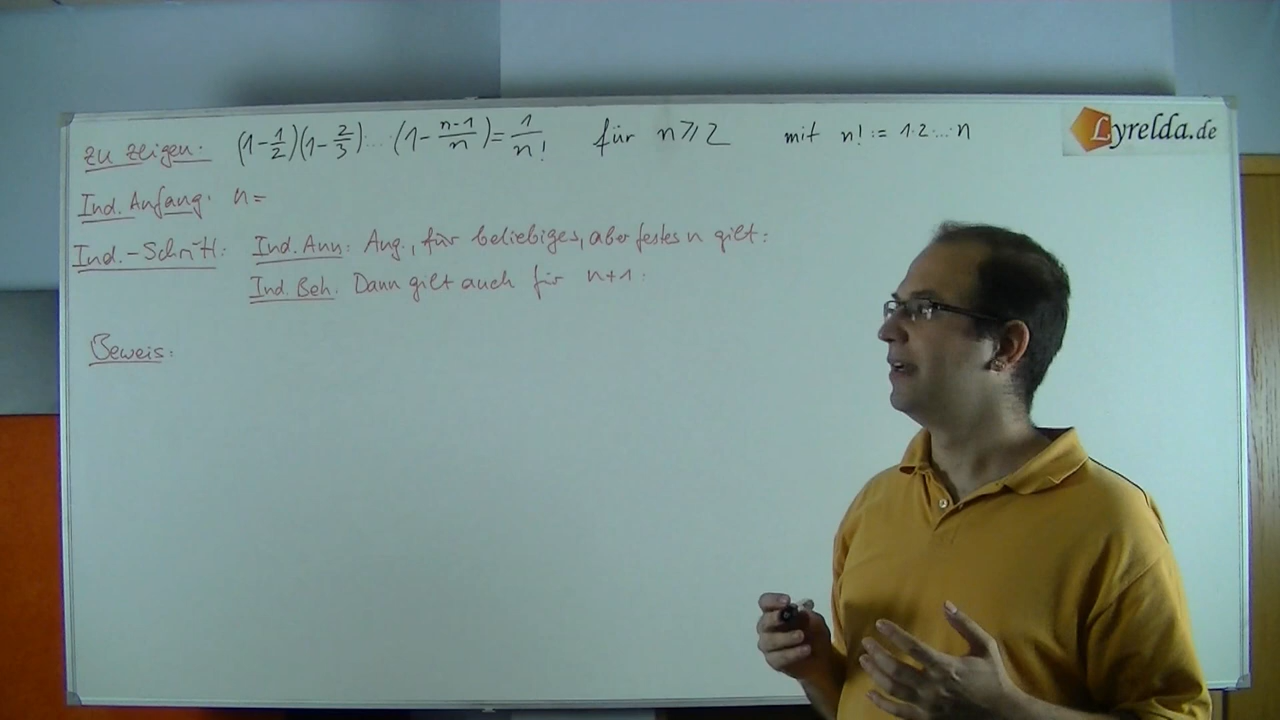 zu zeigen: (1-1/2)(1-2/3)...(1-(n-1)/n)=1/n! für n≥2 mit n! := 1·2·...·n
Lyrelda.de
Ind. Anfang: n=
Ind.-Schritt: Ind. Ann.: Ang., für beliebiges, aber festes n gilt:
Ind. Beh. Dann gilt auch für n+1:
Beweis: